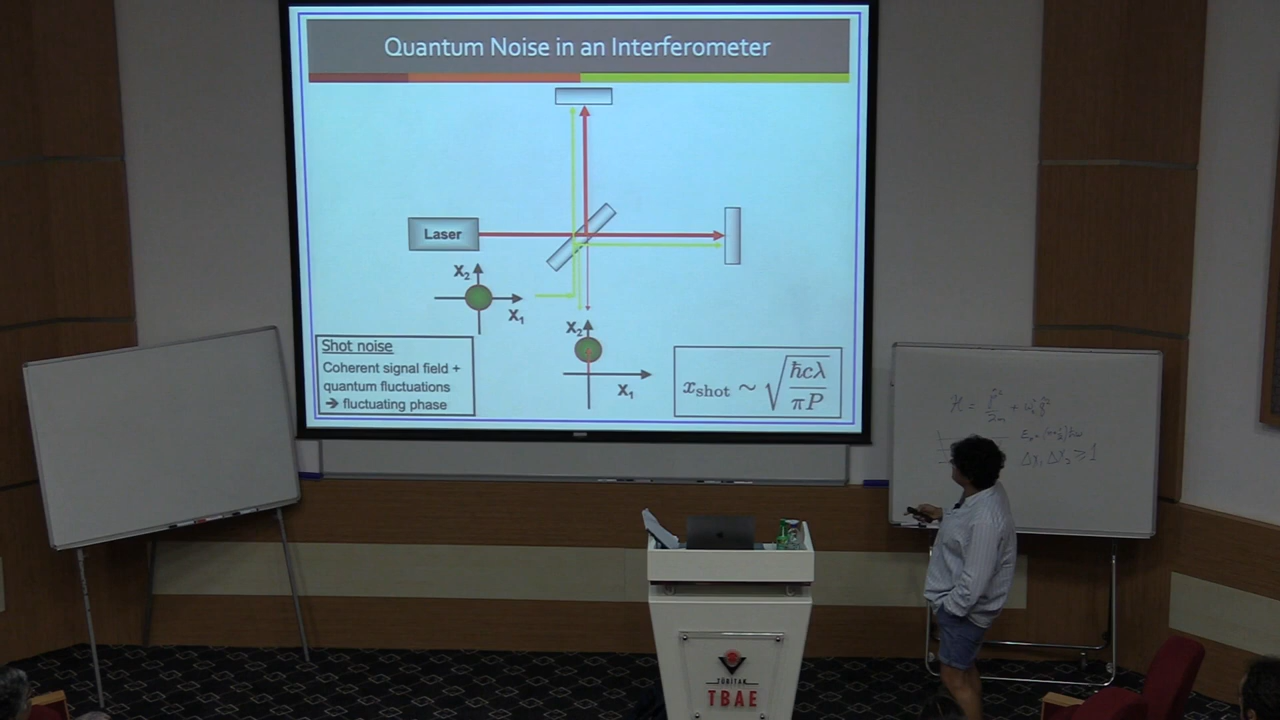 Quantum Noise in an Interferometer
Laser
X₂
X₁
X₂
X₁
Shot noise
Coherent signal field +
quantum fluctuations
➔ fluctuating phase
x_shot ∼ √(ħcλ/πP)
ΔX₁ ΔX₂ ≥ 1
TÜBİTAK
TBAE